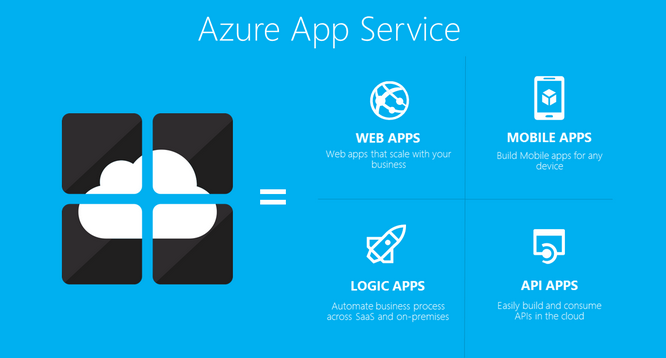 Azure App Service
=
WEB APPS
Web apps that scale with your
business
MOBILE APPS
Build Mobile apps for any
device
LOGIC APPS
Automate business process
across SaaS and on-premises
API APPS
Easily build and consume
APIs in the cloud